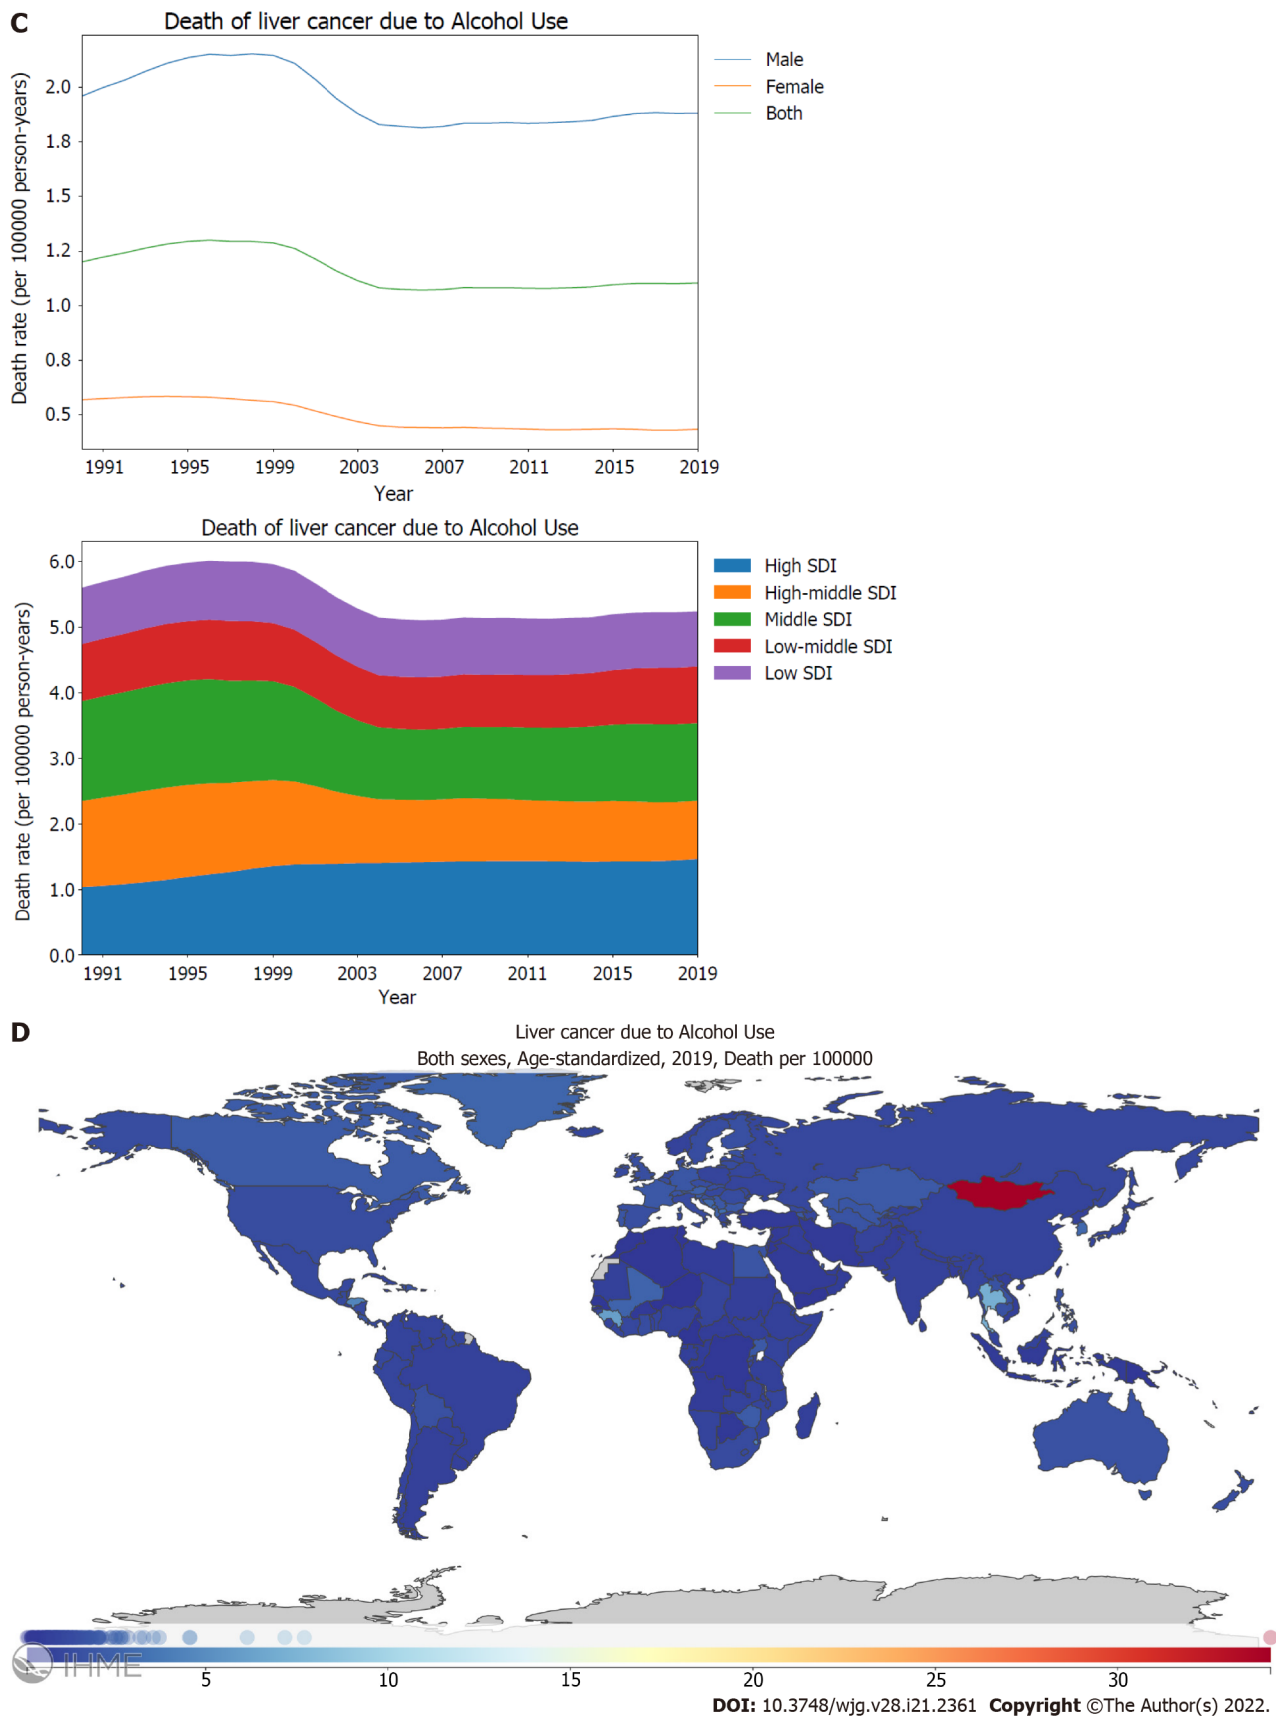 C
Death of liver cancer due to Alcohol Use
Death rate (per 100000 person-years)
2.0
1.8
1.5
1.2
1.0
0.8
0.5
1991 1995 1999 2003 2007 2011 2015 2019
Year
Male
Female
Both
Death of liver cancer due to Alcohol Use
Death rate (per 100000 person-years)
6.0
5.0
4.0
3.0
2.0
1.0
0.0
1991 1995 1999 2003 2007 2011 2015 2019
Year
High SDI
High-middle SDI
Middle SDI
Low-middle SDI
Low SDI
D
Liver cancer due to Alcohol Use
Both sexes, Age-standardized, 2019, Death per 100000
IHME
5 10 15 20 25 30
DOI: 10.3748/wjg.v28.i21.2361 Copyright ©The Author(s) 2022.